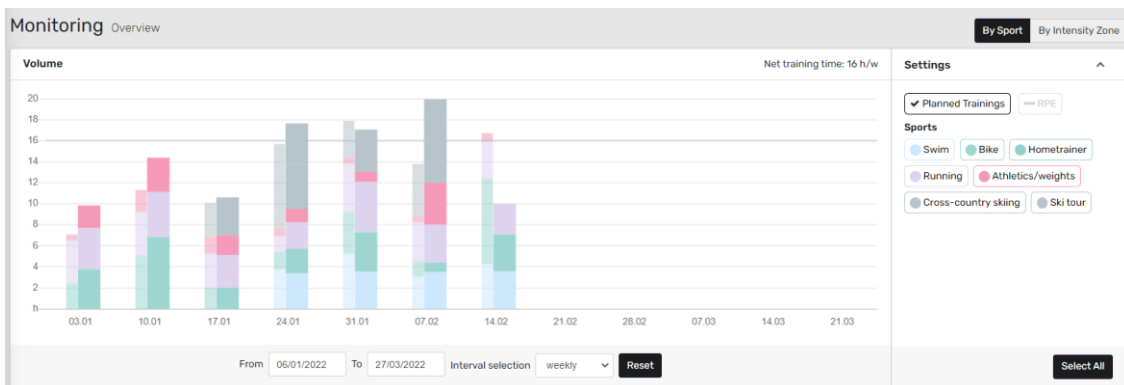 Monitoring Overview
By Sport By Intensity Zone
Volume Net training time: 16 h/w
Settings
20
18
16
14
12
10
8
6
4
2
h
03.01 10.01 17.01 24.01 31.01 07.02 14.02 21.02 28.02 07.03 14.03 21.03
Planned Trainings RPE
Sports
Swim Bike Hometrainer
Running Athletics/weights
Cross-country skiing Ski tour
From 06/01/2022 To 27/03/2022 Interval selection weekly Reset
Select All